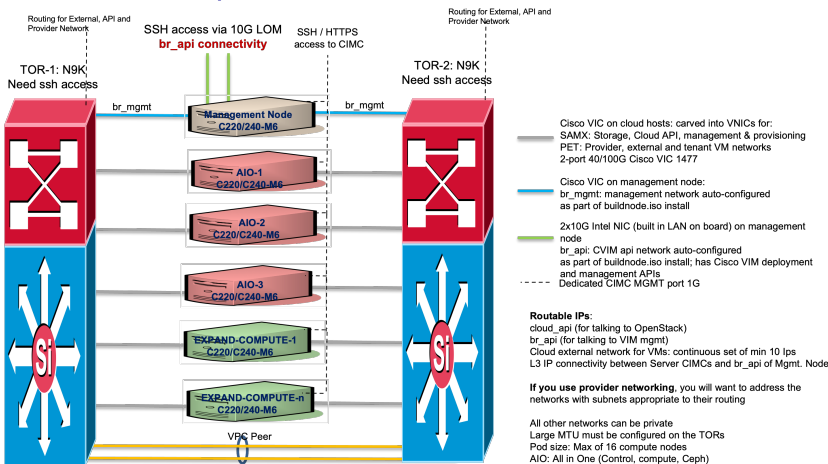 Routing for External, API and
Provider Network
SSH access via 10G LOM
br_api connectivity
SSH / HTTPS
access to CIMC
Routing for External, API and
Provider Network
TOR-1: N9K
Need ssh access
TOR-2: N9K
Need ssh access
br_mgmt
br_mgmt
Management Node
C220/240-M6
AIO-1
C220/C240-M6
AIO-2
C220/C240-M6
AIO-3
C220/C240-M6
EXPAND-COMPUTE-1
C220/C240-M6
EXPAND-COMPUTE-n
C220/240-M6
VPC Peer
Si
Si
Cisco VIC on cloud hosts: carved into VNICs for:
SAMX: Storage, Cloud API, management & provisioning
PET: Provider, external and tenant VM networks
2-port 40/100G Cisco VIC 1477
Cisco VIC on management node:
br_mgmt: management network auto-configured
as part of buildnode.iso install
2x10G Intel NIC (built in LAN on board) on management
node
br_api: CVIM api network auto-configured
as part of buildnode.iso install; has Cisco VIM deployment
and management APIs
Dedicated CIMC MGMT port 1G
Routable IPs:
cloud_api (for talking to OpenStack)
br_api (for talking to VIM mgmt)
Cloud external network for VMs: continuous set of min 10 Ips
L3 IP connectivity between Server CIMCs and br_api of Mgmt. Node
If you use provider networking, you will want to address the
networks with subnets appropriate to their routing
All other networks can be private
Large MTU must be configured on the TORs
Pod size: Max of 16 compute nodes
AIO: All in One (Control, compute, Ceph)